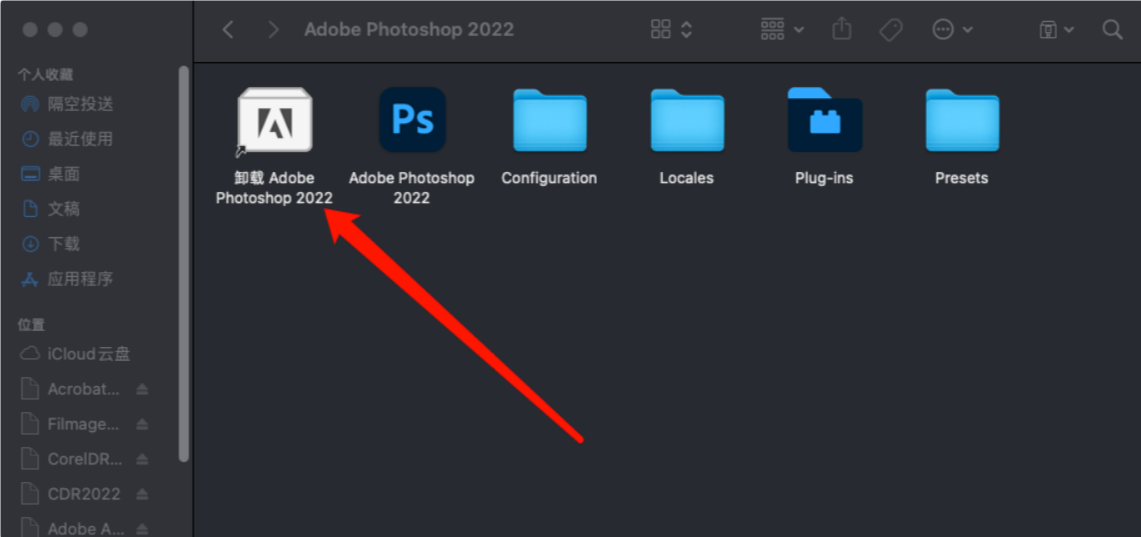 Adobe Photoshop 2022
个人收藏
隔空投送
最近使用
桌面
文稿
下载
应用程序
位置
iCloud云盘
Acrobat...
Filmage...
CorelDR...
CDR2022
Adobe A...
卸载 Adobe
Photoshop 2022
Ps
Adobe Photoshop
2022
Configuration
Locales
Plug-ins
Presets